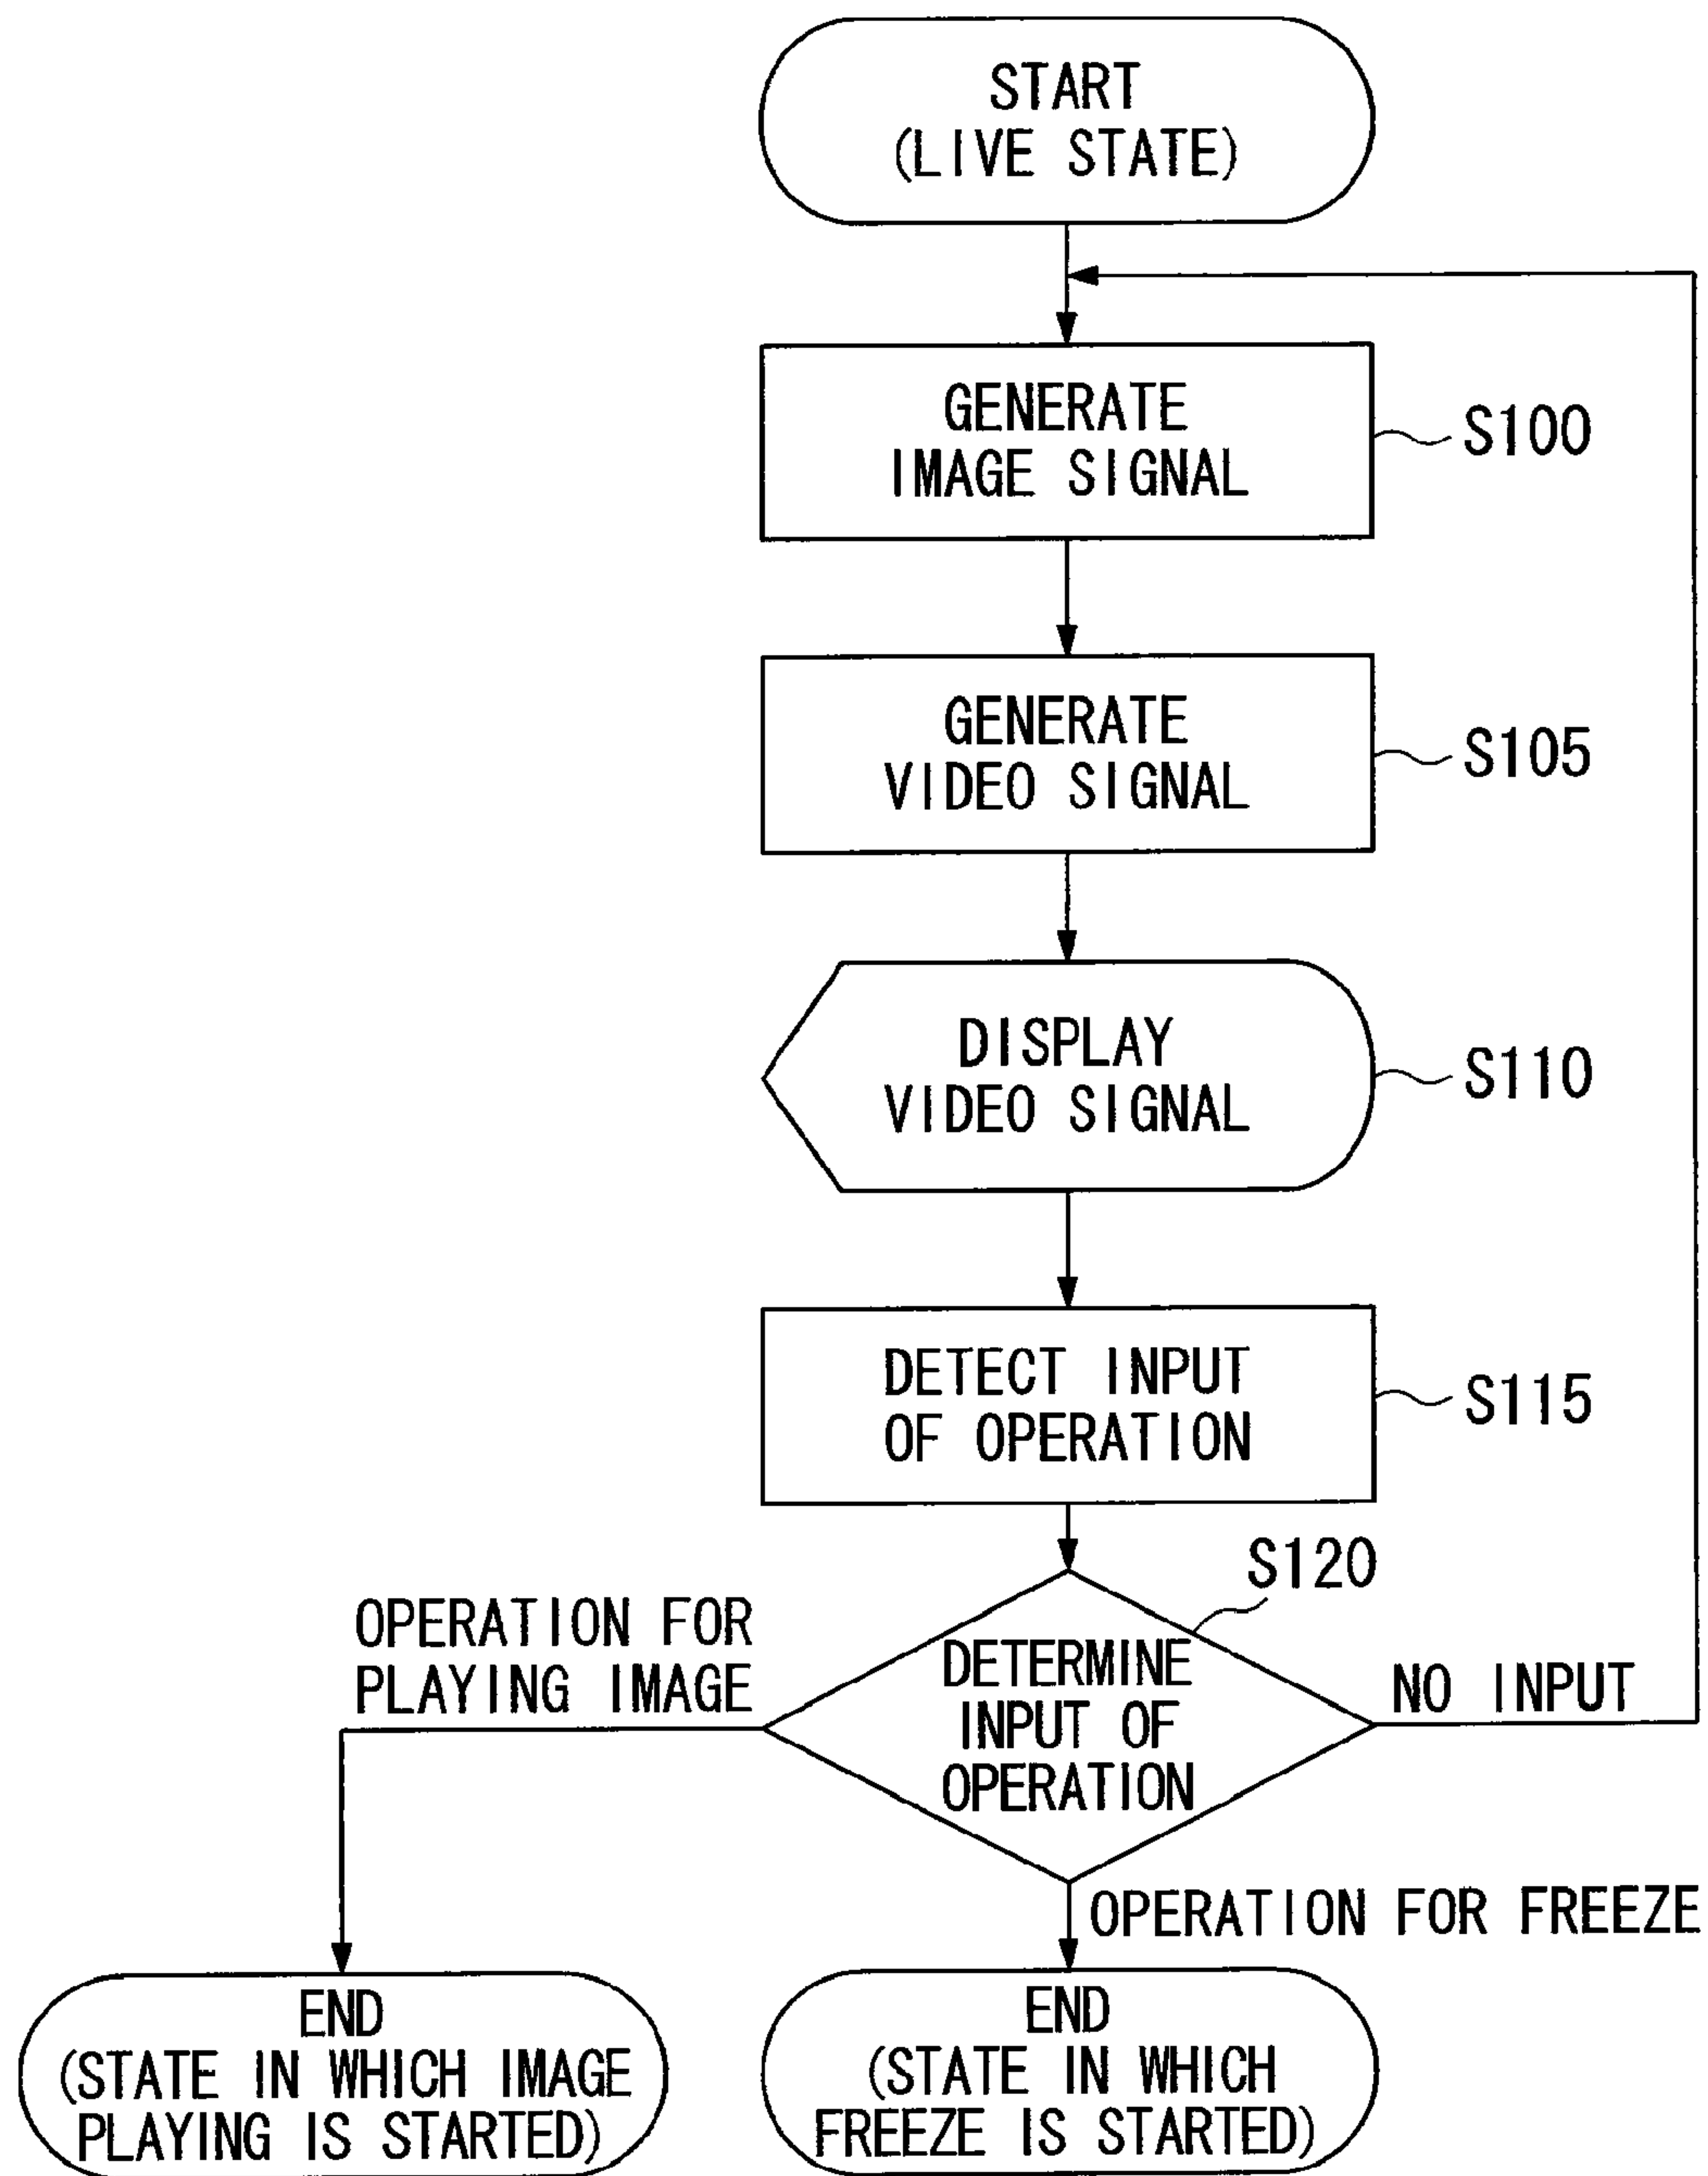 START
(LIVE STATE)
GENERATE
IMAGE SIGNAL
S100
GENERATE
VIDEO SIGNAL
S105
DISPLAY
VIDEO SIGNAL
S110
DETECT INPUT
OF OPERATION
S115
S120
OPERATION FOR
PLAYING IMAGE
DETERMINE
INPUT OF
OPERATION
NO INPUT
OPERATION FOR FREEZE
END
(STATE IN WHICH IMAGE
PLAYING IS STARTED)
END
(STATE IN WHICH
FREEZE IS STARTED)